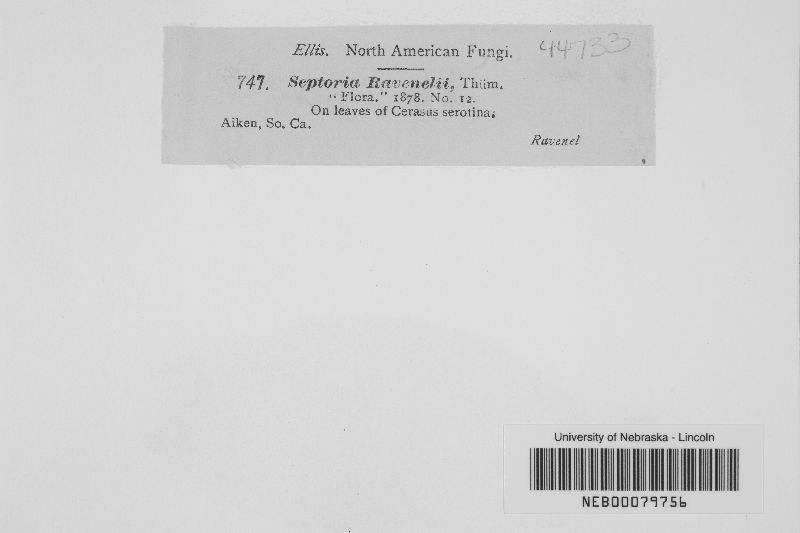 Ellis. North American Fungi. 44733
747. Septoria Ravenelii, Thüm.
"Flora." 1878. No. 12.
On leaves of Cerasus serotina,
Aiken, So. Ca.
Ravenel
University of Nebraska - Lincoln
NEB00079756